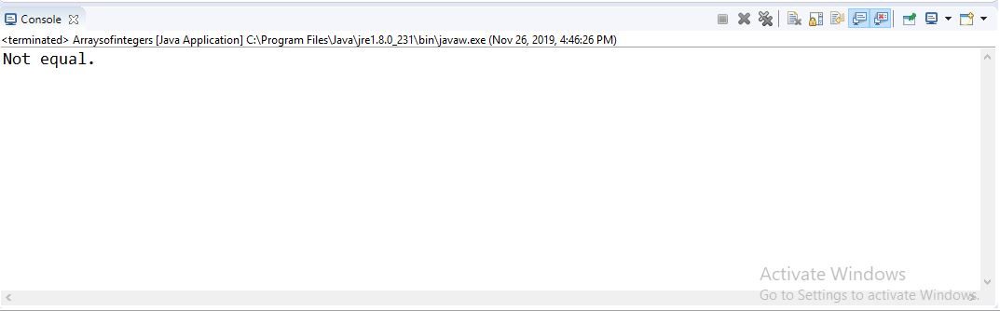 Console
<terminated> Arraysofintegers [Java Application] C:\Program Files\Java\jre1.8.0_231\bin\javaw.exe (Nov 26, 2019, 4:46:26 PM)
Not equal.
Activate Windows
Go to Settings to activate Windows.